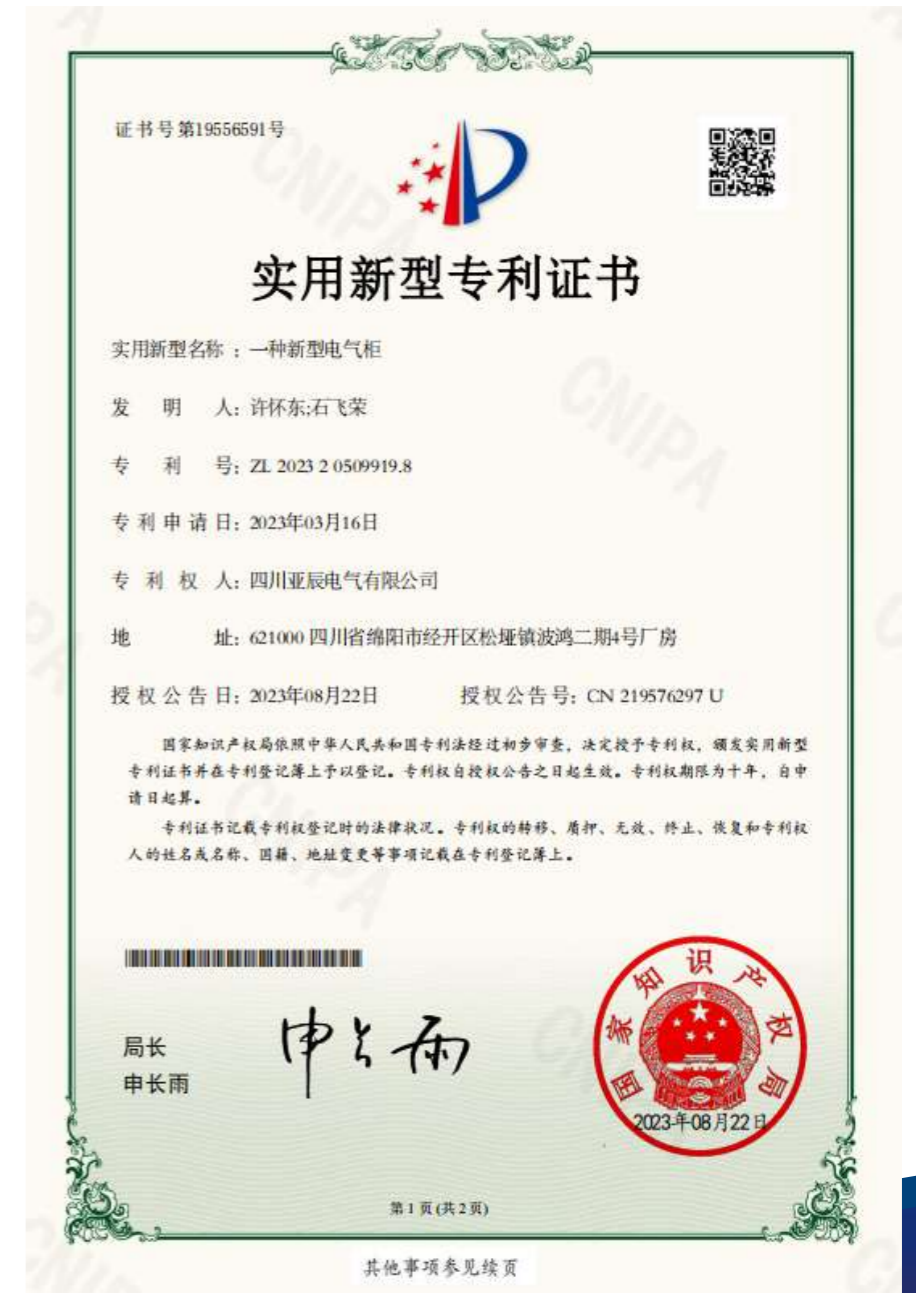 证书号第19556591号
实用新型专利证书
实用新型名称：一种新型电气柜
发明人：许怀东;石飞荣
专利号：ZL 2023 2 0509919.8
专利申请日：2023年03月16日
专利权人：四川亚辰电气有限公司
地址：621000 四川省绵阳市经开区松垭镇波鸿二期4号厂房
授权公告日：2023年08月22日 授权公告号：CN 219576297 U
国家知识产权局依照中华人民共和国专利法经过初步审查，决定授予专利权，颁发实用新型
专利证书并在专利登记簿上予以登记。专利权自授权公告之日起生效。专利权期限为十年，自申
请日起算。
专利证书记载专利权登记时的法律状况。专利权的转移、质押、无效、终止、恢复和专利权
人的姓名或名称、国籍、地址变更等事项记载在专利登记簿上。
局长
申长雨
申长雨
国家知识产权局
2023年08月22日
第1页(共2页)
其他事项参见续页
CNIPA